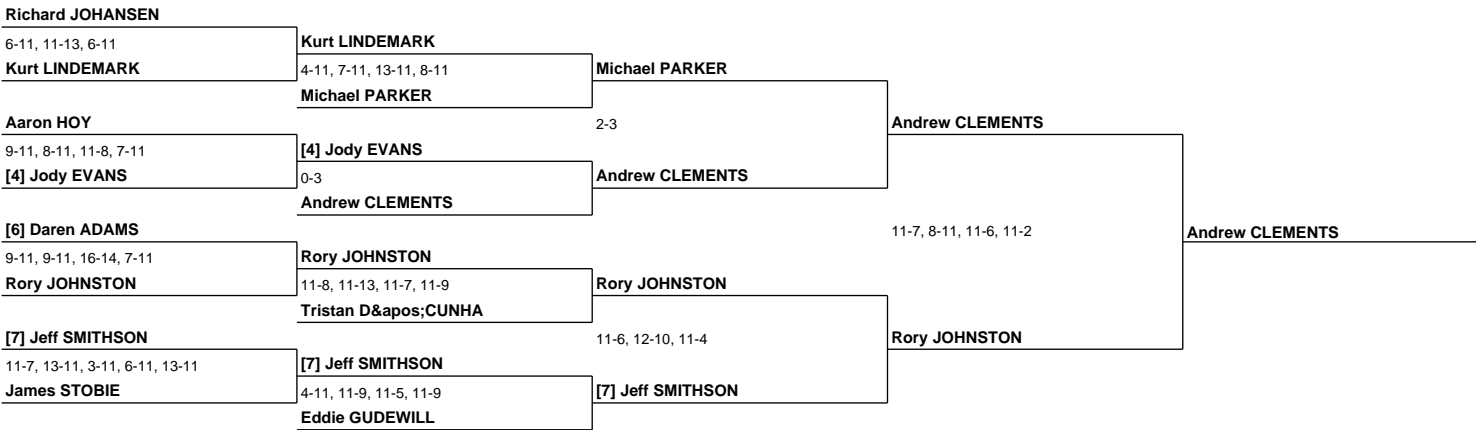 Richard JOHANSEN
6-11, 11-13, 6-11
Kurt LINDEMARK
Aaron HOY
9-11, 8-11, 11-8, 7-11
[4] Jody EVANS
[6] Daren ADAMS
9-11, 9-11, 16-14, 7-11
Rory JOHNSTON
[7] Jeff SMITHSON
11-7, 13-11, 3-11, 6-11, 13-11
James STOBIE
Kurt LINDEMARK
4-11, 7-11, 13-11, 8-11
Michael PARKER
[4] Jody EVANS
0-3
Andrew CLEMENTS
Rory JOHNSTON
11-8, 11-13, 11-7, 11-9
Tristan D&apos;CUNHA
[7] Jeff SMITHSON
4-11, 11-9, 11-5, 11-9
Eddie GUDEWILL
Michael PARKER
2-3
Andrew CLEMENTS
Rory JOHNSTON
11-6, 12-10, 11-4
[7] Jeff SMITHSON
Andrew CLEMENTS
11-7, 8-11, 11-6, 11-2
Rory JOHNSTON
Andrew CLEMENTS